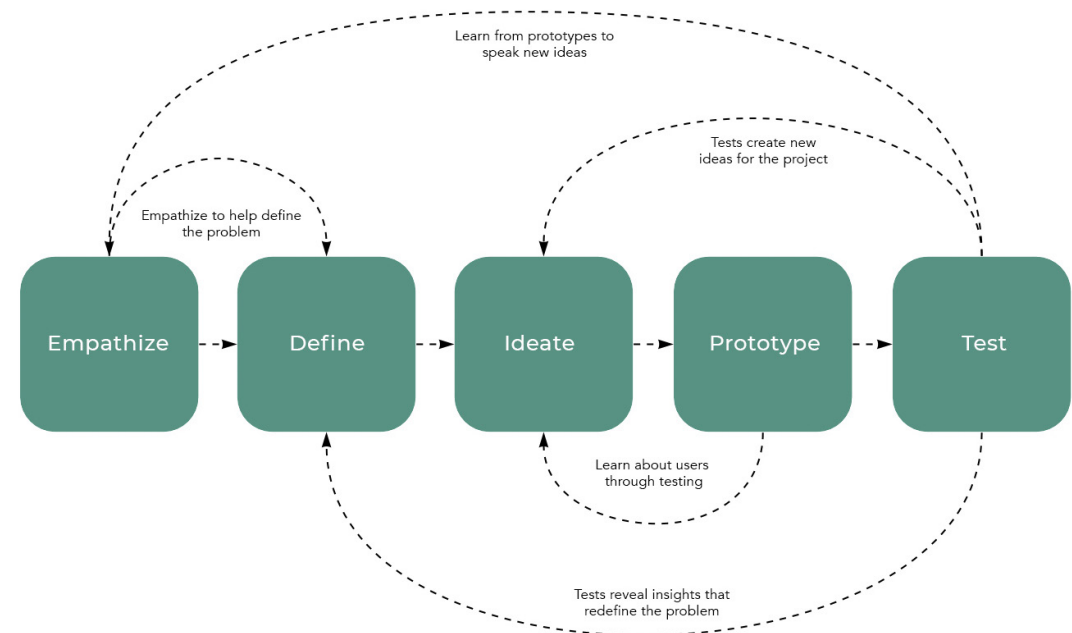 Learn from prototypes to
speak new ideas
Tests create new
ideas for the project
Empathize to help define
the problem
Empathize
Define
Ideate
Prototype
Test
Learn about users
through testing
Tests reveal insights that
redefine the problem